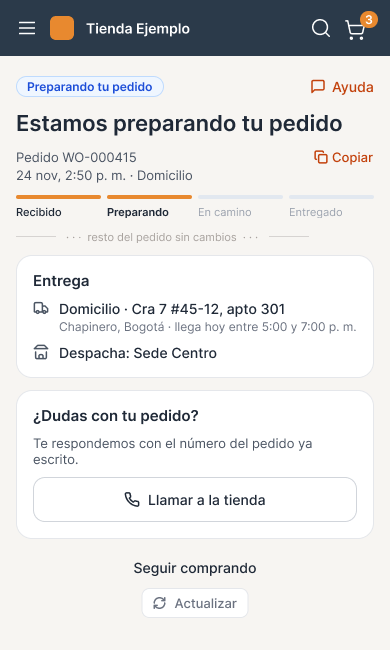 Tienda Ejemplo
3
Preparando tu pedido
Ayuda
Estamos preparando tu pedido
Pedido WO-000415
Copiar
24 nov, 2:50 p. m. · Domicilio
Recibido
Preparando
En camino
Entregado
· · · resto del pedido sin cambios · · ·
Entrega
Domicilio · Cra 7 #45-12, apto 301
Chapinero, Bogotá · llega hoy entre 5:00 y 7:00 p. m.
Despacha: Sede Centro
¿Dudas con tu pedido?
Te respondemos con el número del pedido ya
escrito.
Llamar a la tienda
Seguir comprando
Actualizar